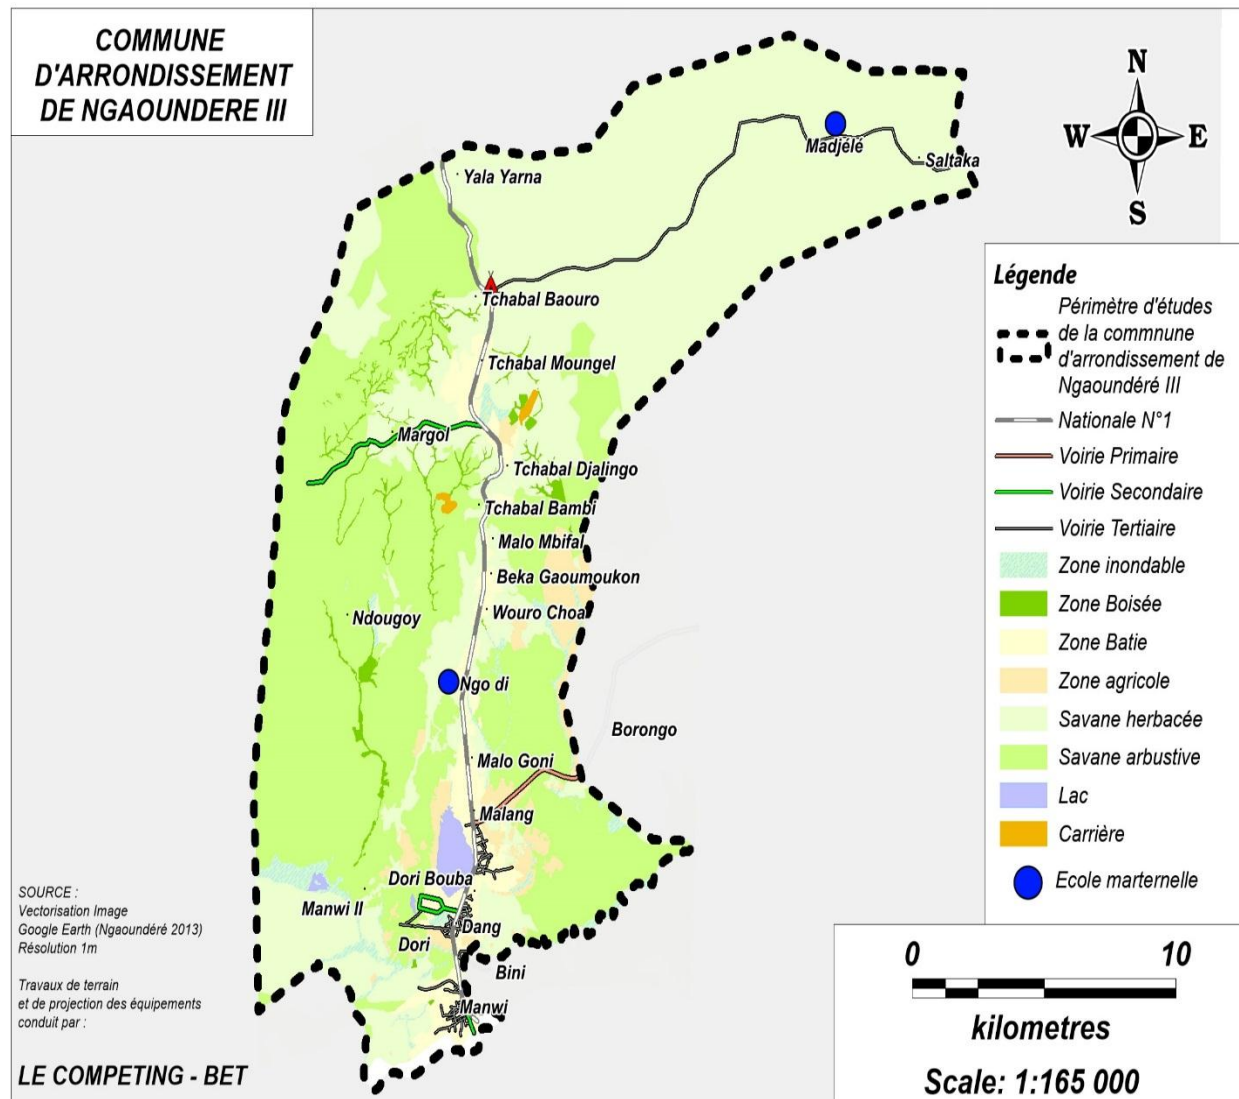 COMMUNE
D'ARRONDISSEMENT
DE NGAOUNDERE III
N
W
E
S
Madjélé
Saltaka
Yala Yarna
Tchabal Baouro
Tchabal Moungel
Margol
Tchabal Djalingo
Tchabal Bambi
Malo Mbifal
Beka Gaoumoukon
Ndougoy
Wouro Choa
Ngo di
Borongo
Malo Goni
Malang
Dori Bouba
Manwi II
Dang
Dori
Bini
Manwi
Légende
Périmètre d'études
de la commnune
d'arrondissement de
Ngaoundéré III
Nationale N°1
Voirie Primaire
Voirie Secondaire
Voirie Tertiaire
Zone inondable
Zone Boisée
Zone Batie
Zone agricole
Savane herbacée
Savane arbustive
Lac
Carrière
Ecole marternelle
SOURCE :
Vectorisation Image
Google Earth (Ngaoundéré 2013)
Résolution 1m
Travaux de terrain
et de projection des équipements
conduit par :
LE COMPETING - BET
0
10
kilometres
Scale: 1:165 000